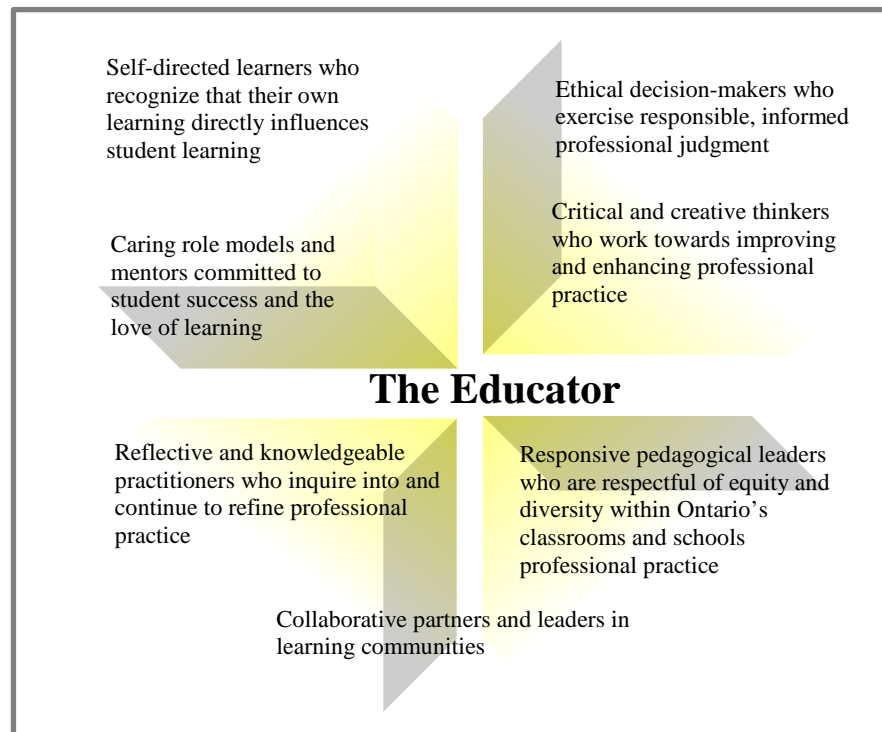 Self-directed learners who
recognize that their own
learning directly influences
student learning
Ethical decision-makers who
exercise responsible, informed
professional judgment
Caring role models and
mentors committed to
student success and the
love of learning
Critical and creative thinkers
who work towards improving
and enhancing professional
practice
The Educator
Reflective and knowledgeable
practitioners who inquire into and
continue to refine professional
practice
Responsive pedagogical leaders
who are respectful of equity and
diversity within Ontario’s
classrooms and schools
professional practice
Collaborative partners and leaders in
learning communities